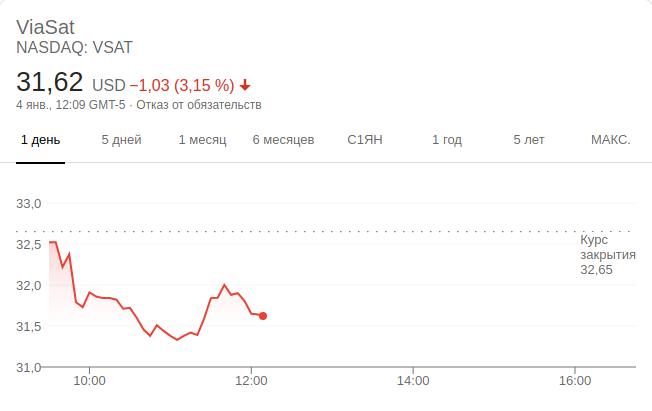 ViaSat
NASDAQ: VSAT
31,62 USD −1,03 (3,15 %)
4 янв., 12:09 GMT-5 · Отказ от обязательств
1 день 5 дней 1 месяц 6 месяцев С1ЯН 1 год 5 лет МАКС.
33,0
32,5
32,0
31,5
31,0
Курс
закрытия
32,65
10:00 12:00 14:00 16:00